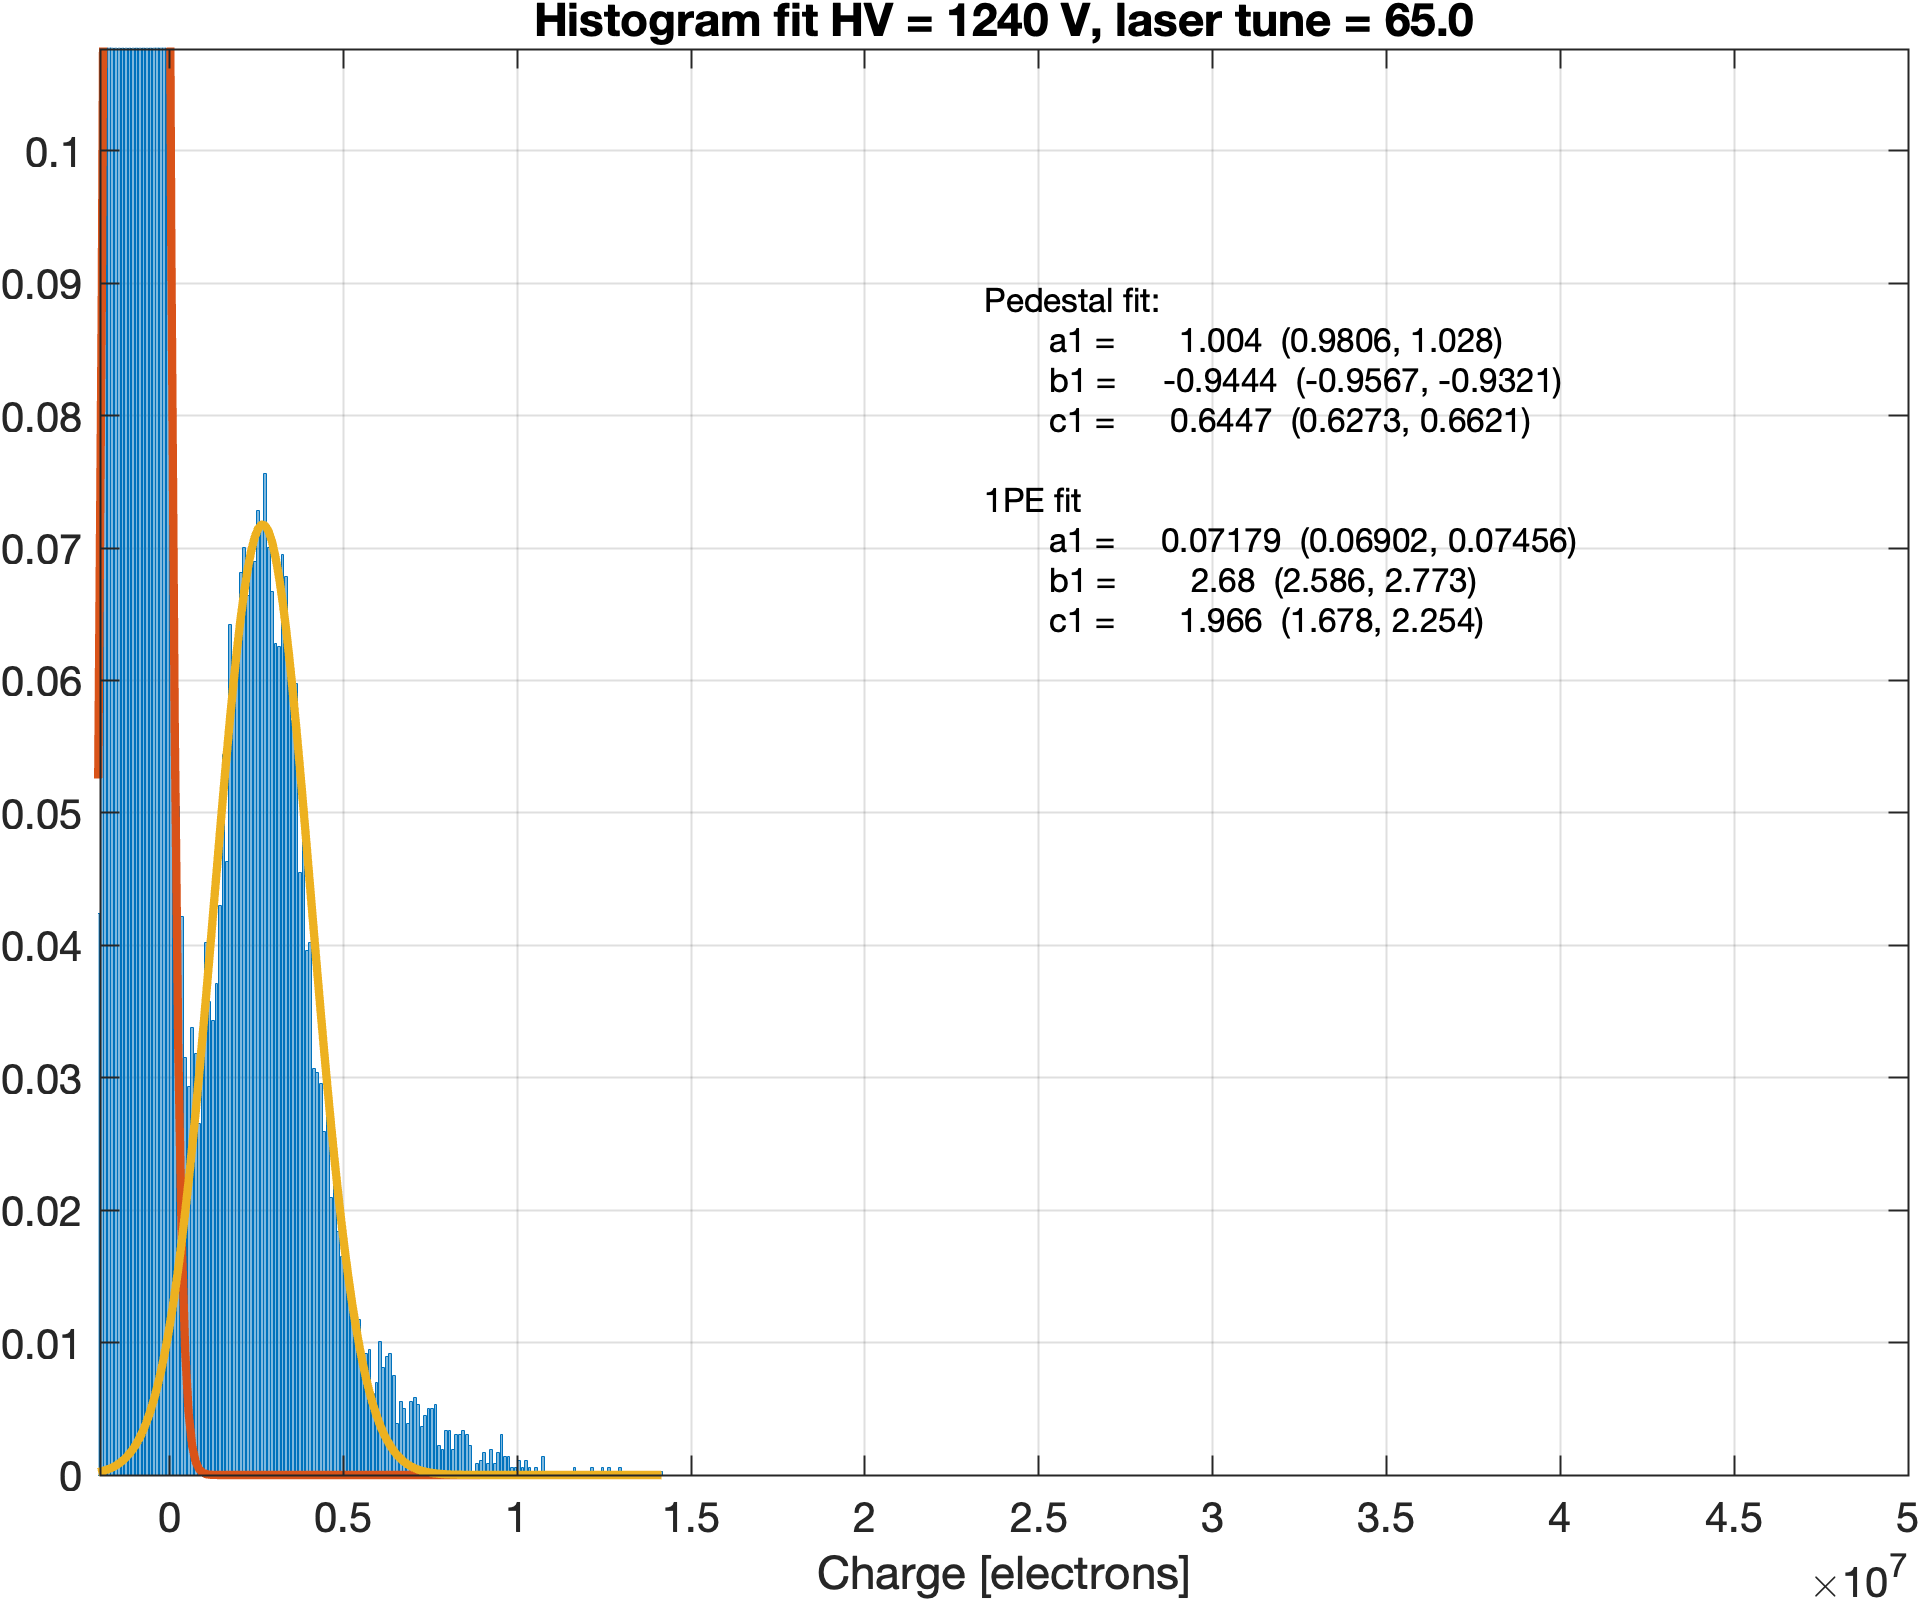 Histogram fit HV = 1240 V, laser tune = 65.0
0.1
0.09
0.08
0.07
0.06
0.05
0.04
0.03
0.02
0.01
0
Pedestal fit:
a1 = 1.004 (0.9806, 1.028)
b1 = -0.9444 (-0.9567, -0.9321)
c1 = 0.6447 (0.6273, 0.6621)
1PE fit
a1 = 0.07179 (0.06902, 0.07456)
b1 = 2.68 (2.586, 2.773)
c1 = 1.966 (1.678, 2.254)
0 0.5 1 1.5 2 2.5 3 3.5 4 4.5 5
Charge [electrons]
×10⁷